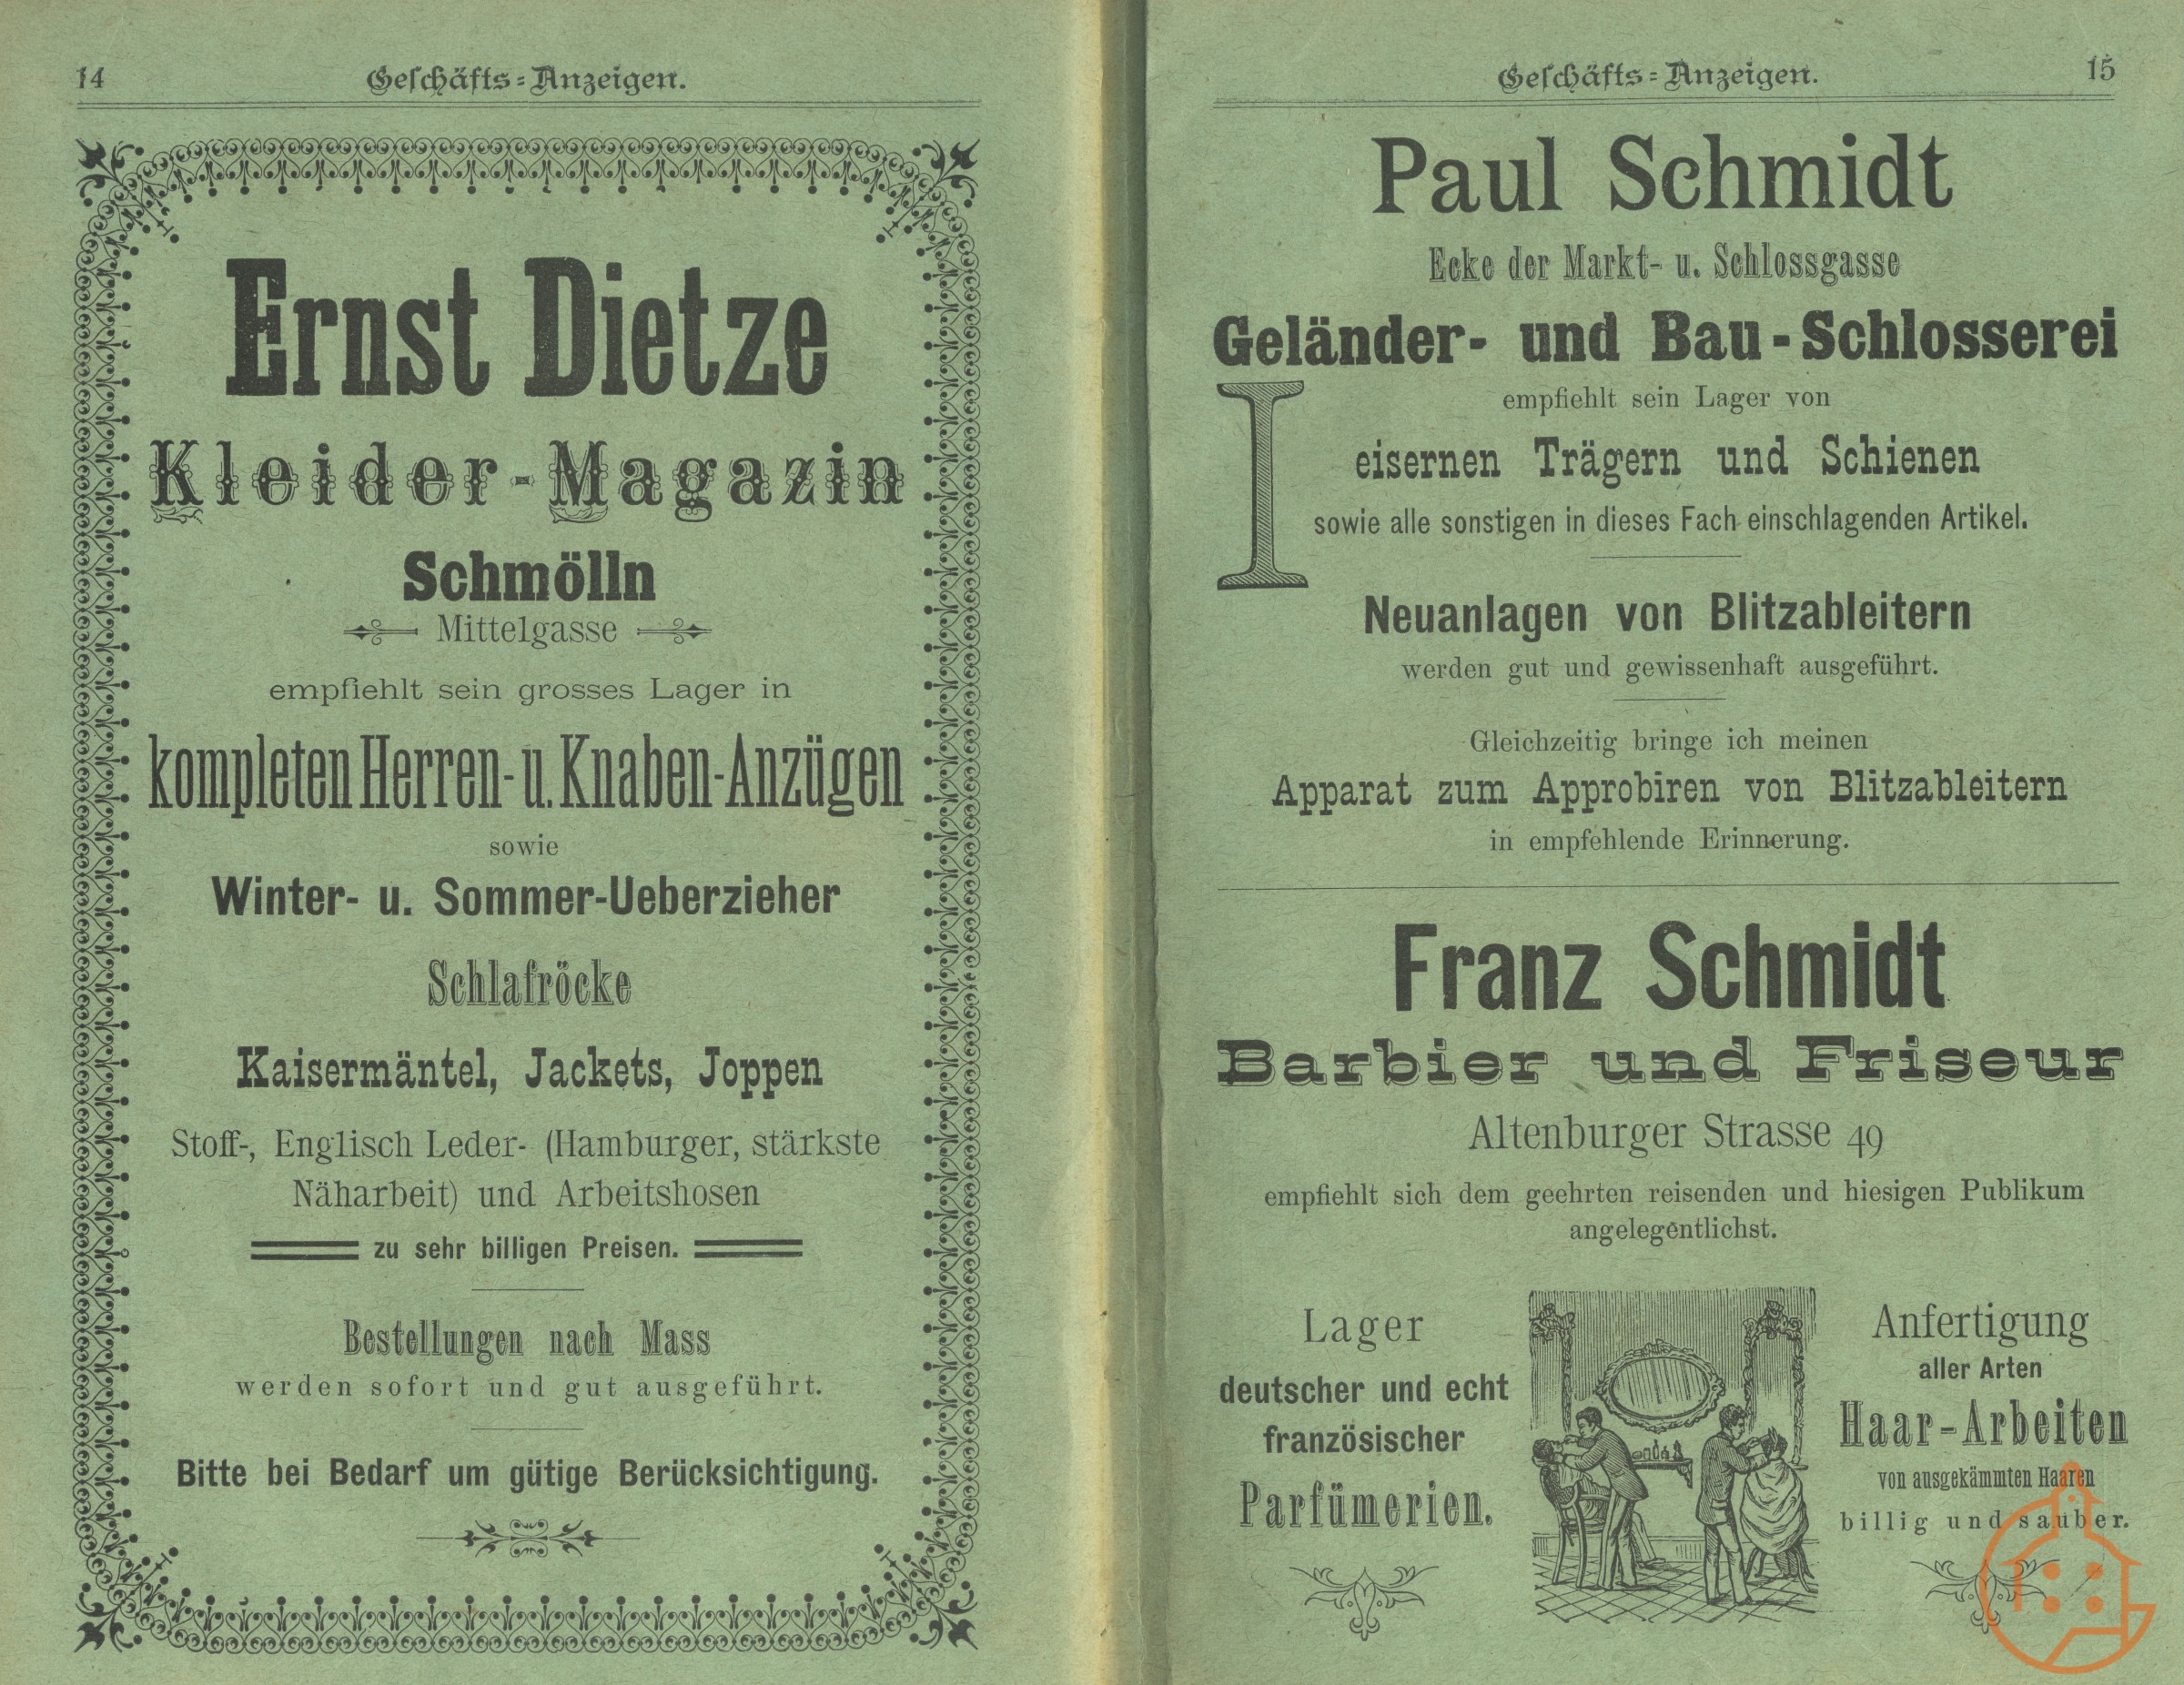 14
Geschäfts=Anzeigen.
Ernst Dietze
Kleider-Magazin
Schmölln
Mittelgasse
empfiehlt sein grosses Lager in
kompleten Herren- u. Knaben-Anzügen
sowie
Winter- u. Sommer-Ueberzieher
Schlafröcke
Kaisermäntel, Jackets, Joppen
Stoff-, Englisch Leder- (Hamburger, stärkste
Näharbeit) und Arbeitshosen
zu sehr billigen Preisen.
Bestellungen nach Mass
werden sofort und gut ausgeführt.
Bitte bei Bedarf um gütige Berücksichtigung.
Geschäfts=Anzeigen.
15
Paul Schmidt
Ecke der Markt- u. Schlossgasse
Geländer- und Bau-Schlosserei
empfiehlt sein Lager von
eisernen Trägern und Schienen
sowie alle sonstigen in dieses Fach einschlagenden Artikel.
Neuanlagen von Blitzableitern
werden gut und gewissenhaft ausgeführt.
Gleichzeitig bringe ich meinen
Apparat zum Approbiren von Blitzableitern
in empfehlende Erinnerung.
Franz Schmidt
Barbier und Friseur
Altenburger Strasse 49
empfiehlt sich dem geehrten reisenden und hiesigen Publikum
angelegentlichst.
Lager
deutscher und echt
französischer
Parfümerien.
Anfertigung
aller Arten
Haar-Arbeiten
von ausgekämmten Haaren
billig und sauber.